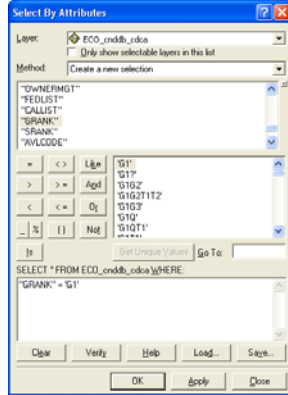 Select By Attributes
Layer: ECO_cnddb_cdca
Only show selectable layers in this list
Method: Create a new selection
"OWNERMGT"
"FEDLIST"
"CALLIST"
"GRANK"
"SRANK"
"AVLCODE"
= <> Like
> >= And
< <= Or
_ % () Not
Is
'G1'
'G1?'
'G1G2'
'G1G2T1T2'
'G1G3'
'G1Q'
'G1QT1'
Get Unique Values Go To:
SELECT * FROM ECO_cnddb_cdca WHERE:
"GRANK" = 'G1'
Clear Verify Help Load... Save...
OK Apply Close